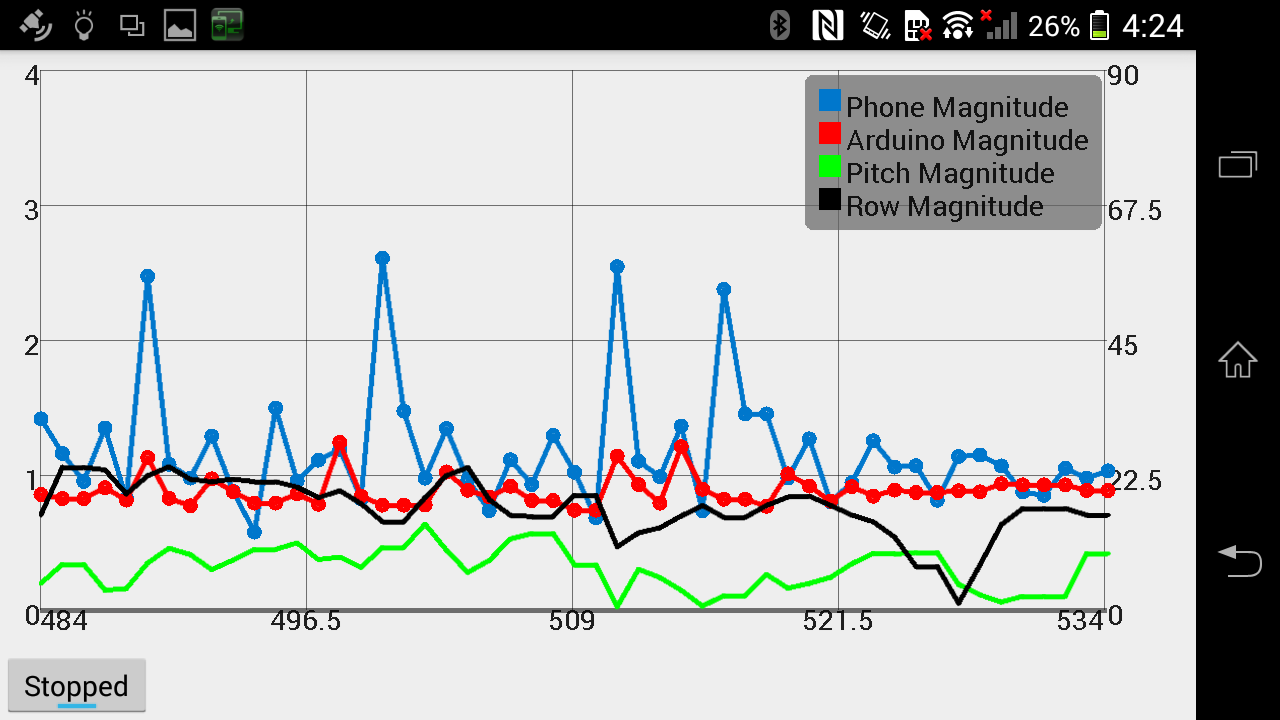 26% 4:24
4 90
Phone Magnitude
Arduino Magnitude
Pitch Magnitude
Row Magnitude
3 67.5
2 45
1 22.5
0 0
484 496.5 509 521.5 534
Stopped